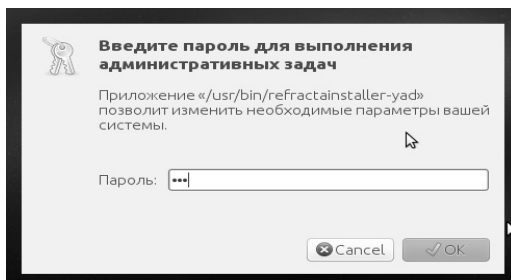 Введите пароль для выполнения
административных задач
Приложение «/usr/bin/refractainstaller-yad»
позволит изменить необходимые параметры вашей
системы.
Пароль: •••
Cancel OK